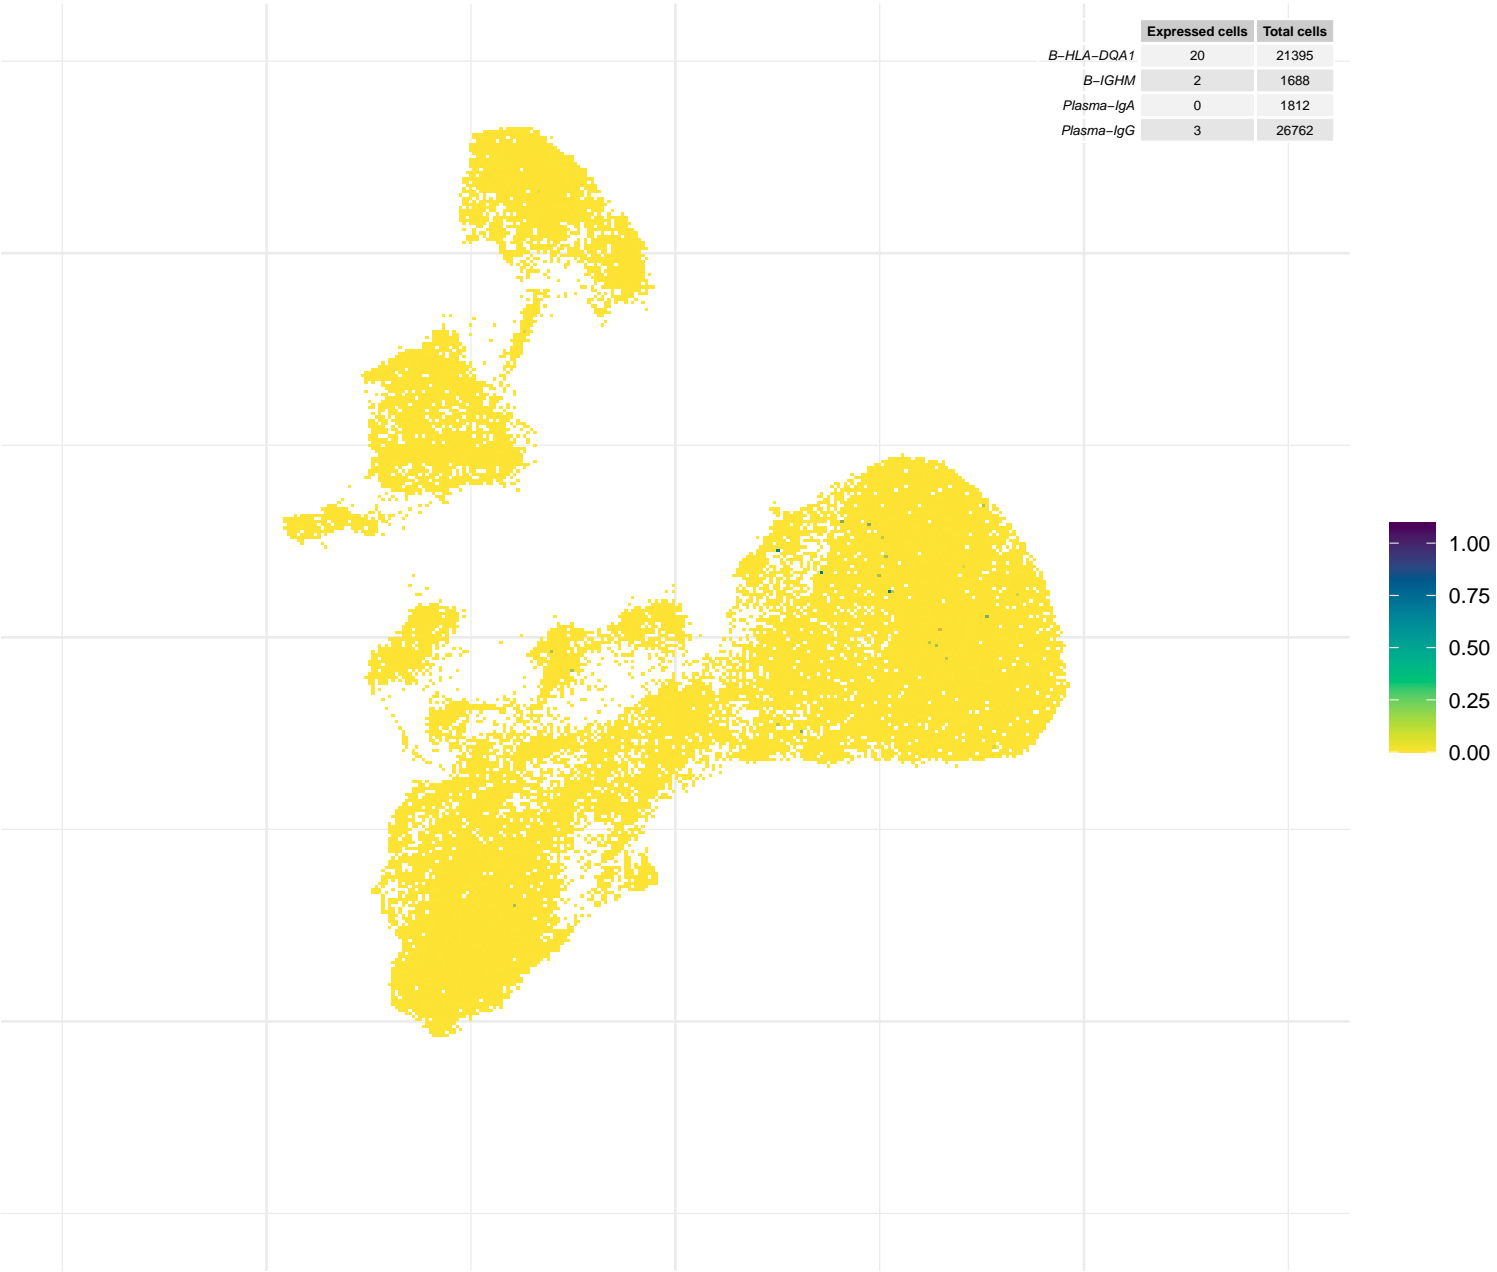 Expressed cells Total cells
B−HLA−DQA1 20 21395
B−IGHM 2 1688
Plasma−IgA 0 1812
Plasma−IgG 3 26762
1.00
0.75
0.50
0.25
0.00